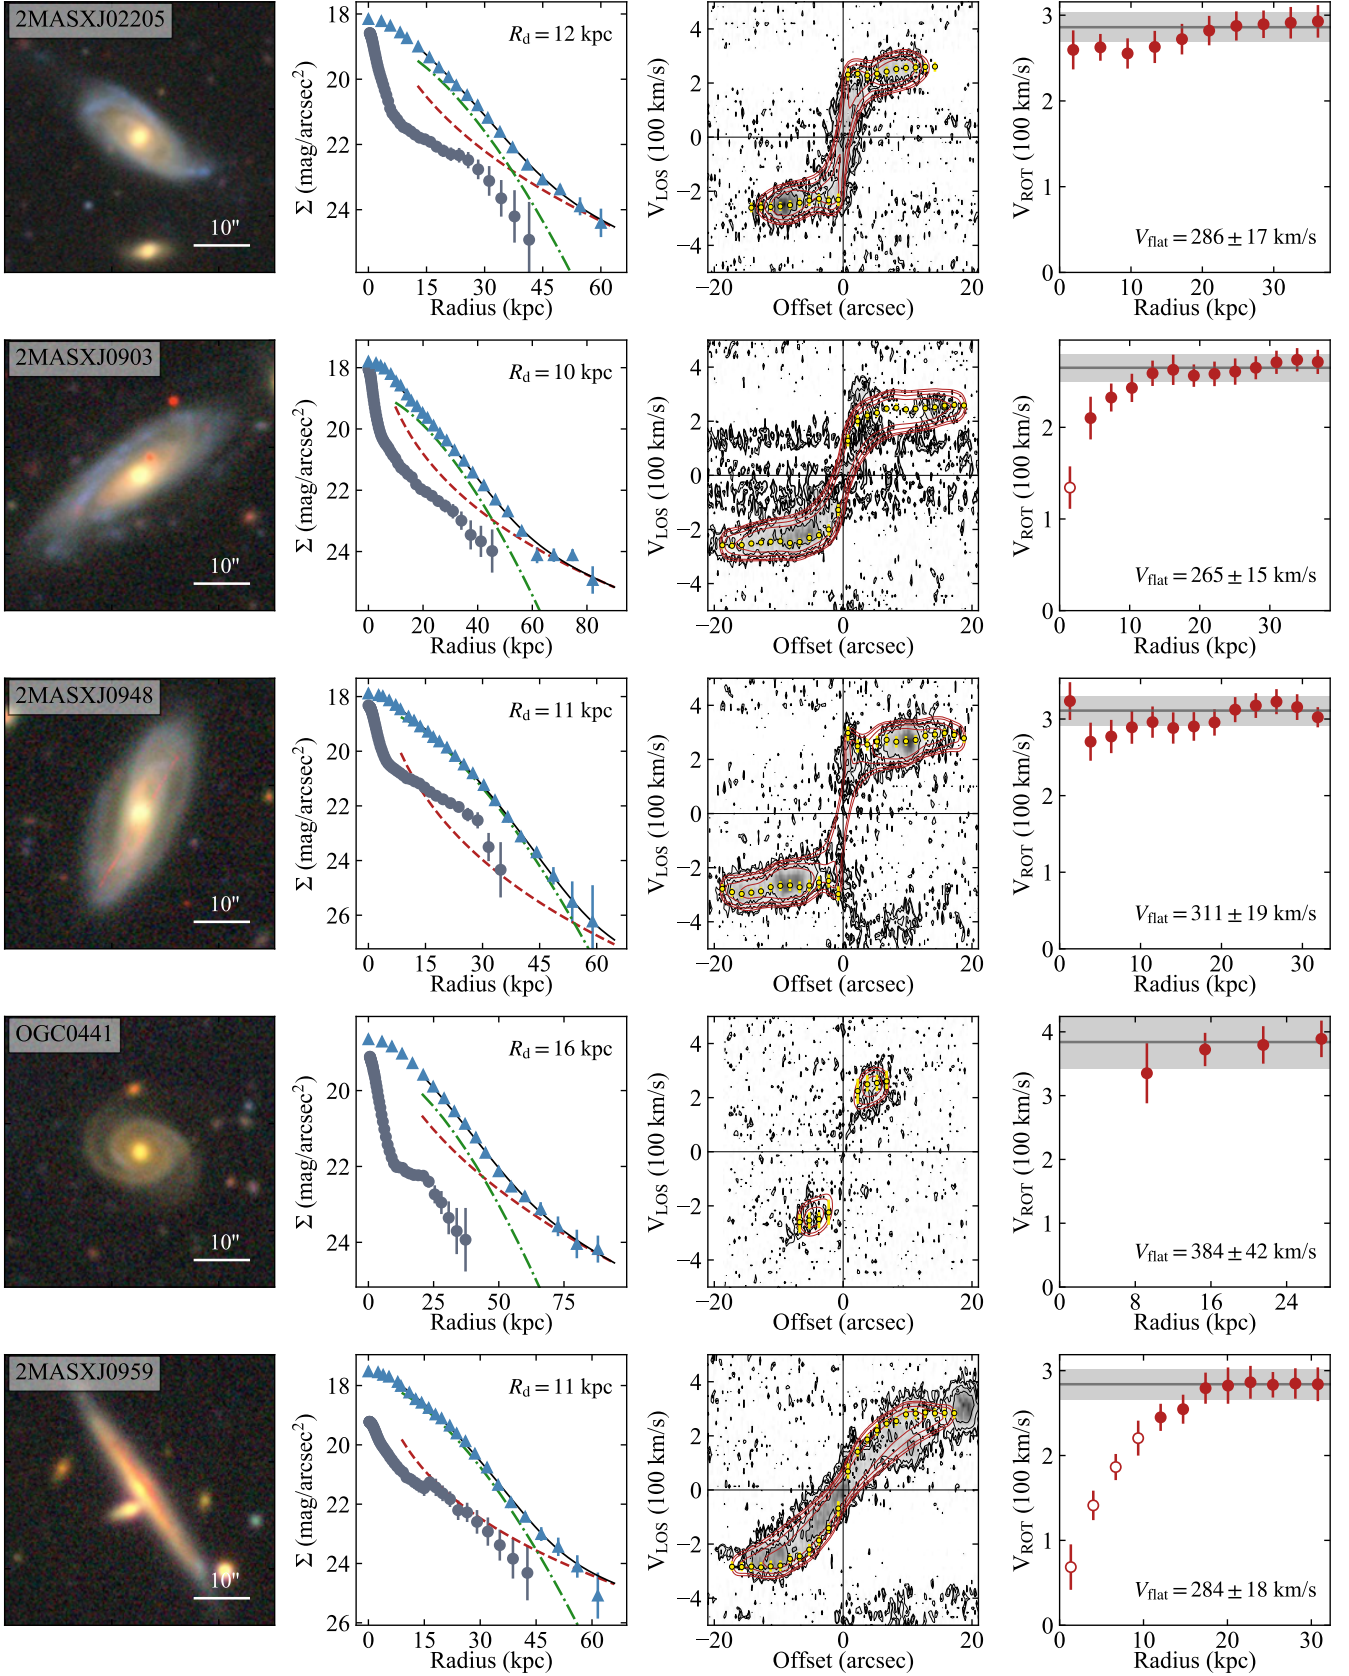 2MASXJ02205
10"
18
20
22
24
Σ (mag/arcsec²)
R_d = 12 kpc
0 15 30 45 60
Radius (kpc)
4
2
0
−2
−4
V_LOS (100 km/s)
−20 0 20
Offset (arcsec)
3
2
1
0
V_ROT (100 km/s)
V_flat = 286 ± 17 km/s
0 10 20 30
Radius (kpc)
2MASXJ0903
10"
18
20
22
24
Σ (mag/arcsec²)
R_d = 10 kpc
0 20 40 60 80
Radius (kpc)
4
2
0
−2
−4
V_LOS (100 km/s)
−20 0 20
Offset (arcsec)
2
1
0
V_ROT (100 km/s)
V_flat = 265 ± 15 km/s
0 10 20 30
Radius (kpc)
2MASXJ0948
10"
18
20
22
24
26
Σ (mag/arcsec²)
R_d = 11 kpc
0 15 30 45 60
Radius (kpc)
4
2
0
−2
−4
V_LOS (100 km/s)
−20 0 20
Offset (arcsec)
3
2
1
0
V_ROT (100 km/s)
V_flat = 311 ± 19 km/s
0 10 20 30
Radius (kpc)
OGC0441
10"
20
22
24
Σ (mag/arcsec²)
R_d = 16 kpc
0 25 50 75
Radius (kpc)
4
2
0
−2
−4
V_LOS (100 km/s)
−20 0 20
Offset (arcsec)
4
3
2
1
0
V_ROT (100 km/s)
V_flat = 384 ± 42 km/s
0 8 16 24
Radius (kpc)
2MASXJ0959
10"
18
20
22
24
26
Σ (mag/arcsec²)
R_d = 11 kpc
0 15 30 45 60
Radius (kpc)
4
2
0
−2
−4
V_LOS (100 km/s)
−20 0 20
Offset (arcsec)
3
2
1
0
V_ROT (100 km/s)
V_flat = 284 ± 18 km/s
0 10 20 30
Radius (kpc)